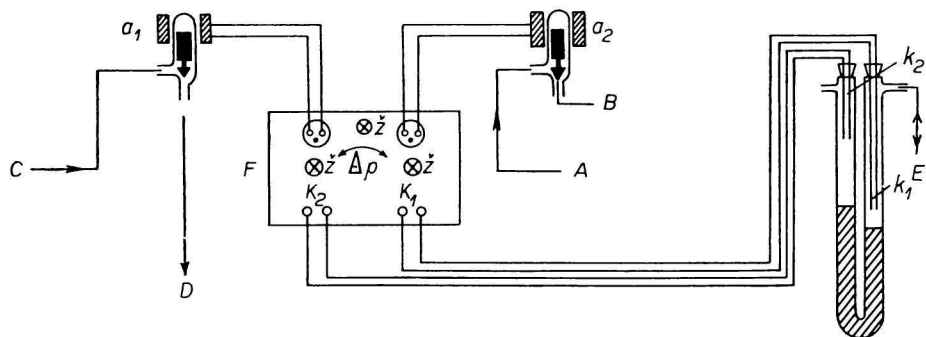 a₁
a₂
k₂
B
ž
C
F
ž
Δp
ž
A
E
K₂
K₁
k₁
D